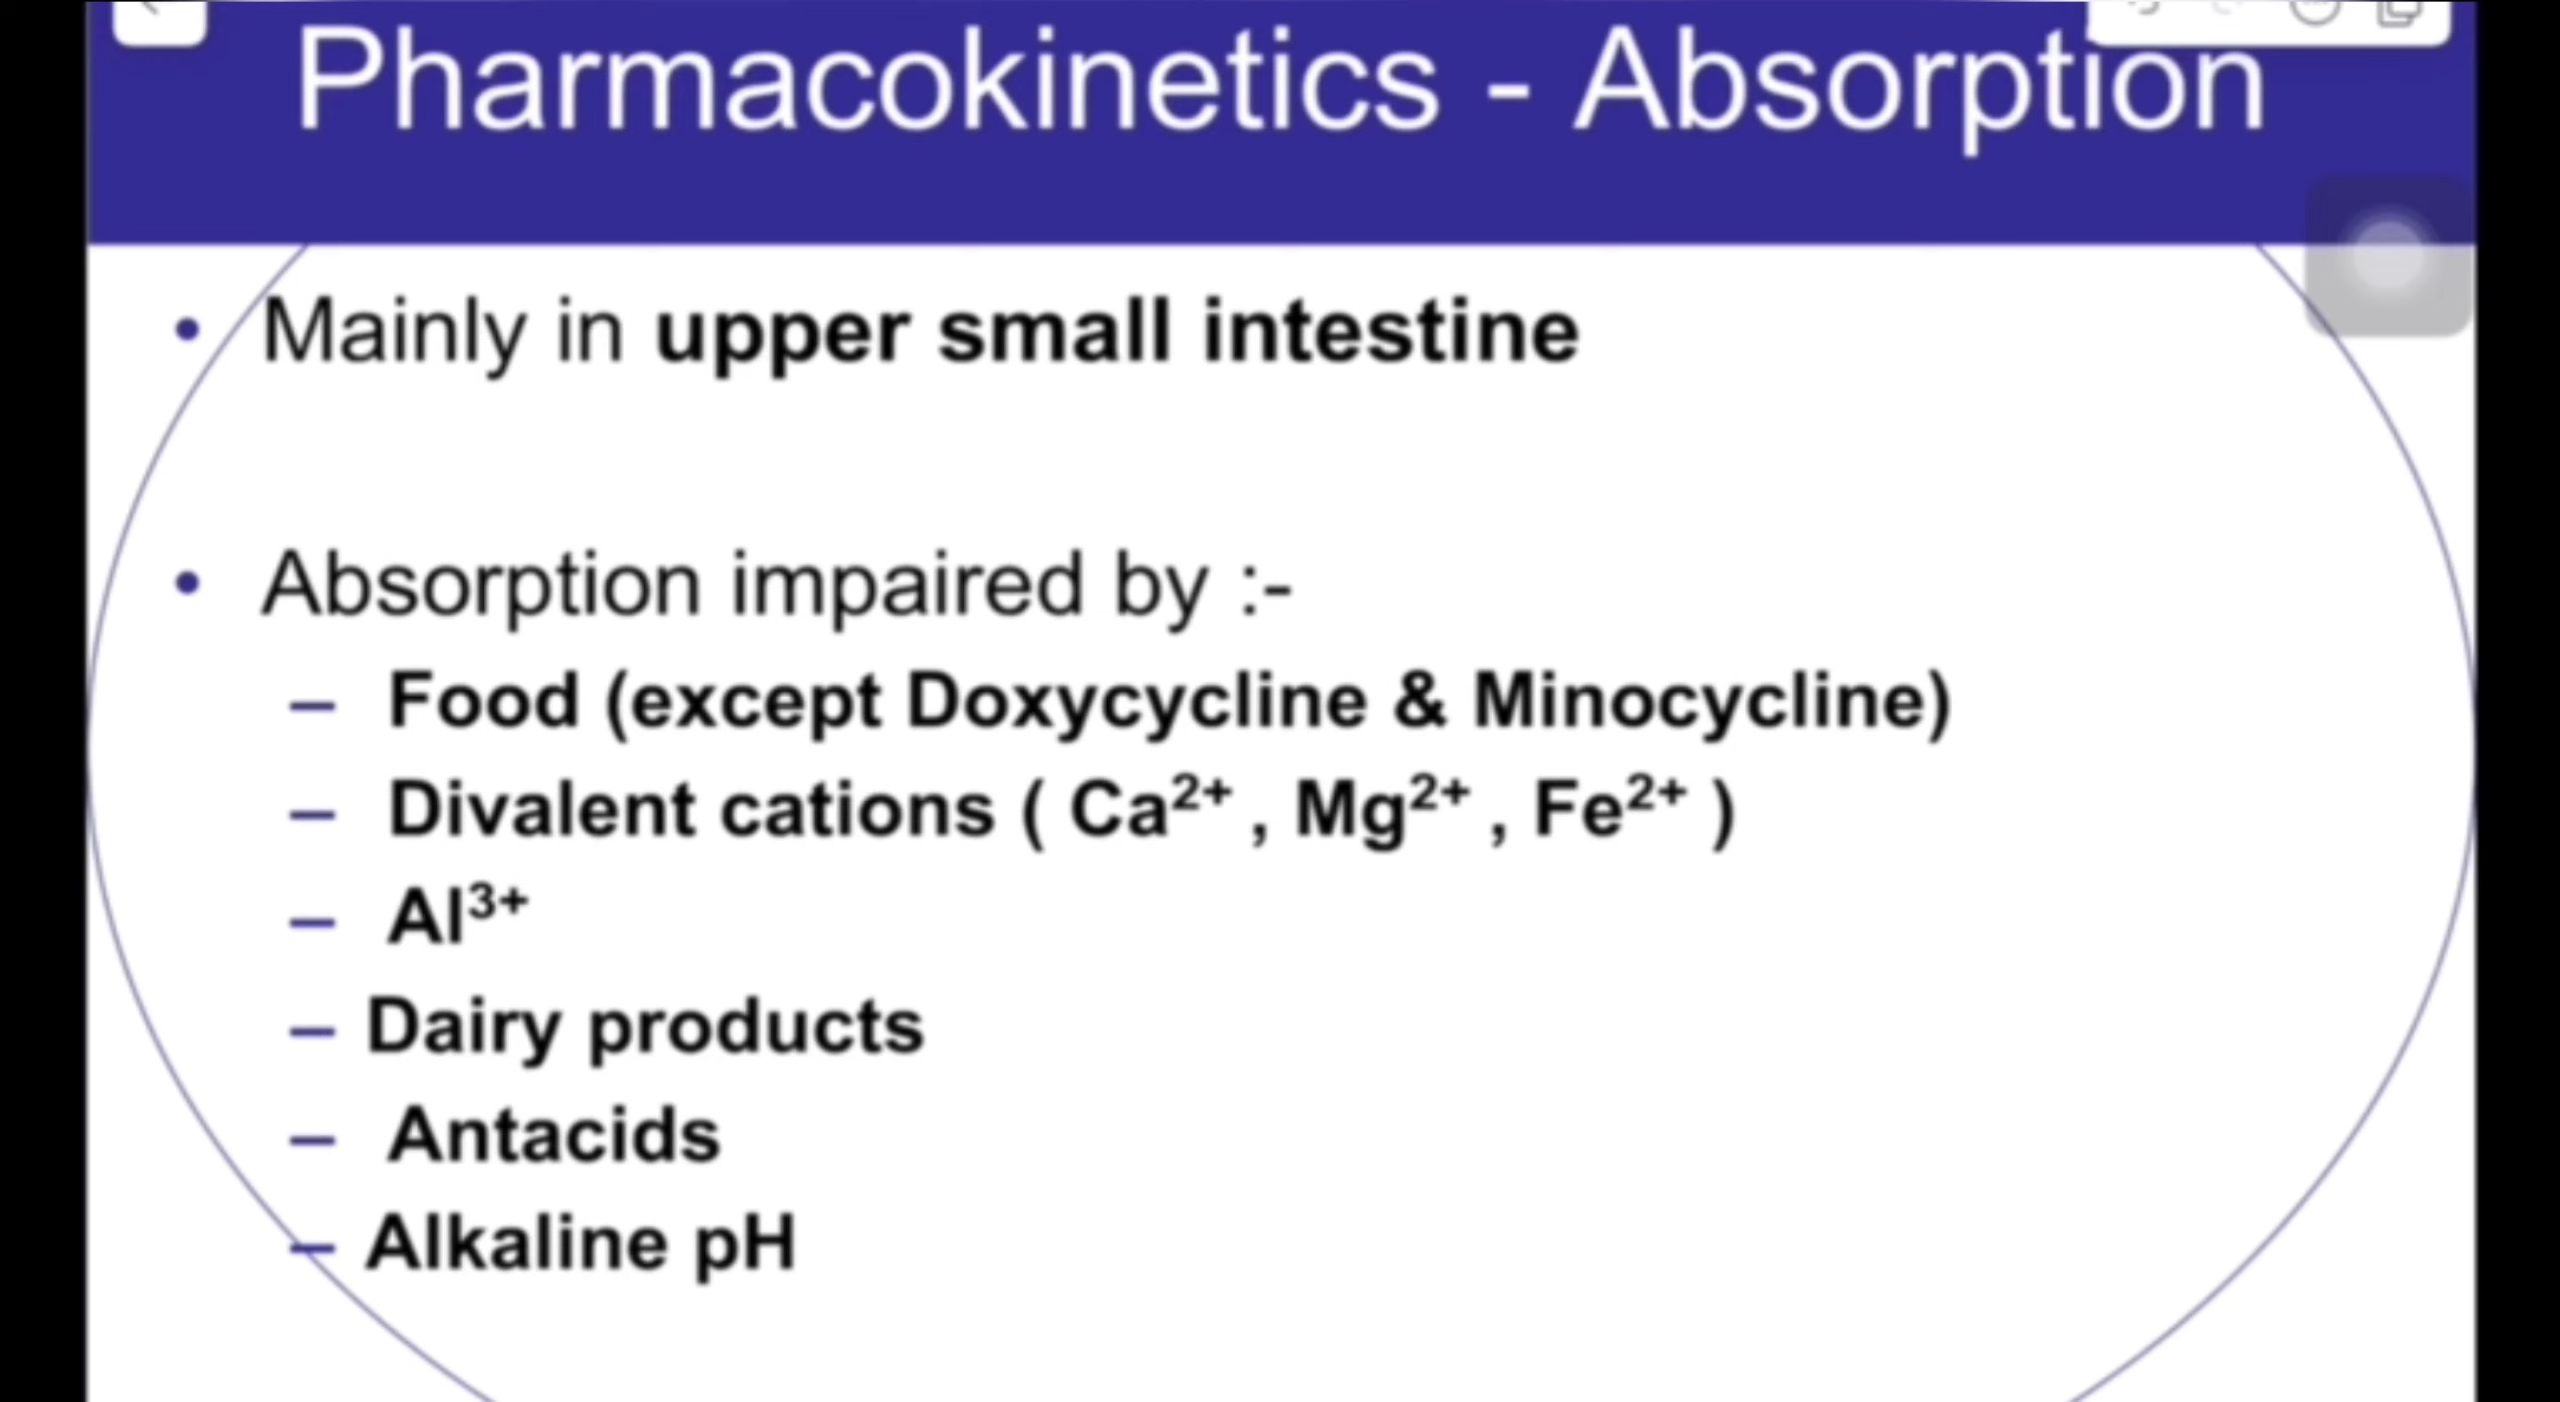 Pharmacokinetics - Absorption
• Mainly in upper small intestine
• Absorption impaired by :-
– Food (except Doxycycline & Minocycline)
– Divalent cations ( Ca²⁺ , Mg²⁺ , Fe²⁺ )
– Al³⁺
– Dairy products
– Antacids
– Alkaline pH